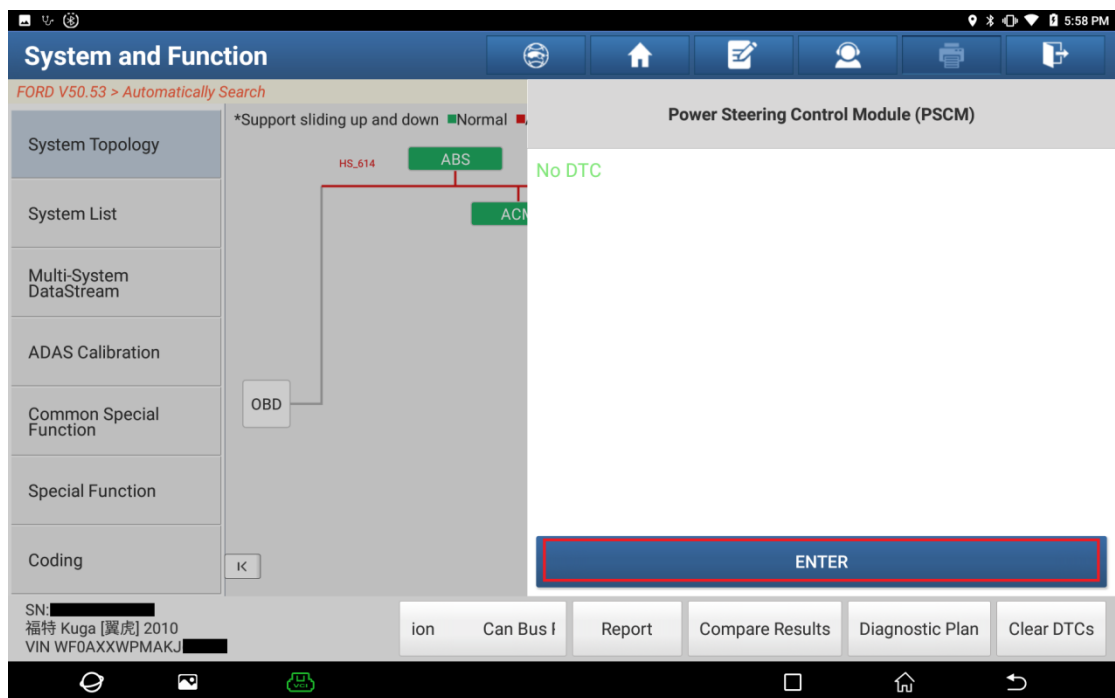 5:58 PM
System and Function
FORD V50.53 > Automatically Search
System Topology
System List
Multi-System
DataStream
ADAS Calibration
Common Special
Function
Special Function
Coding
*Support sliding up and down ■Normal ■
HS_614
ABS
ACM
OBD
Power Steering Control Module (PSCM)
No DTC
ENTER
SN:
福特 Kuga [翼虎] 2010
VIN WF0AXXWPMAKJ
ion
Can Bus
Report
Compare Results
Diagnostic Plan
Clear DTCs
VCI